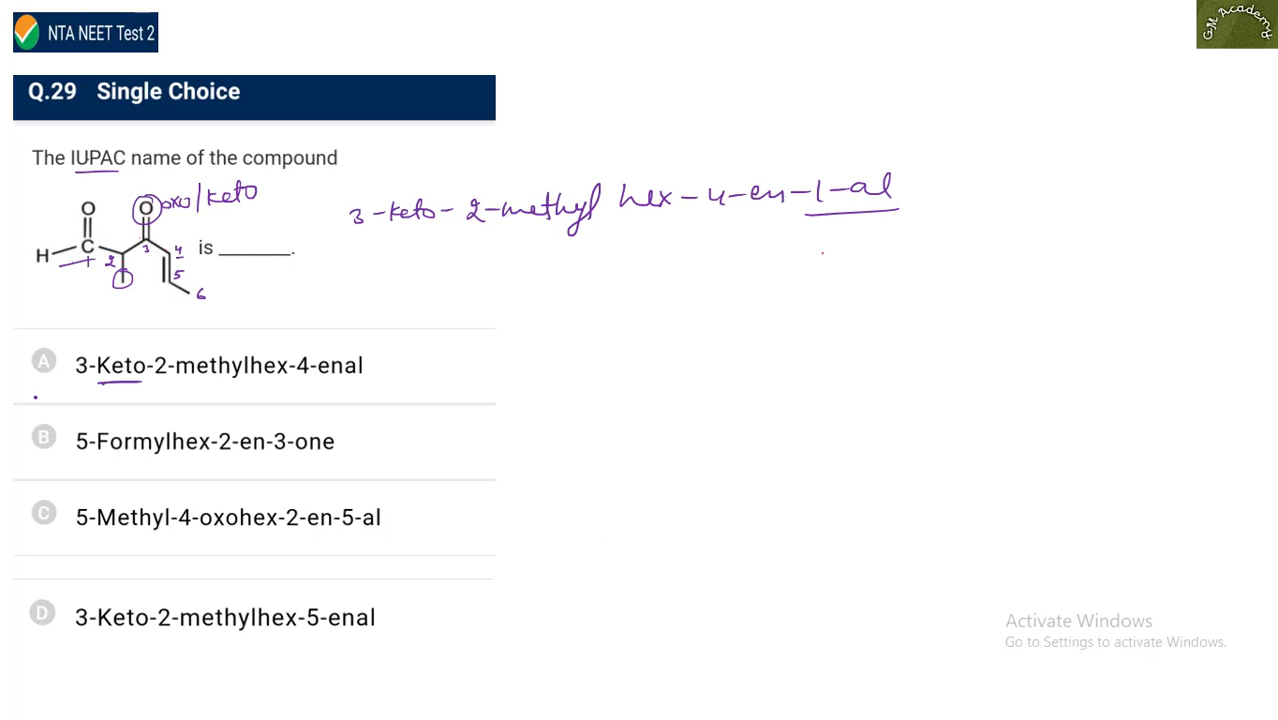 NTA NEET Test 2
GM Academy
Q.29 Single Choice
The IUPAC name of the compound
O
O
oxo/keto
3-keto-2-methyl hex-4-en-1-al
H
C
1
2
3
4
5
6
is ______.
A 3-Keto-2-methylhex-4-enal
B 5-Formylhex-2-en-3-one
C 5-Methyl-4-oxohex-2-en-5-al
D 3-Keto-2-methylhex-5-enal
Activate Windows
Go to Settings to activate Windows.